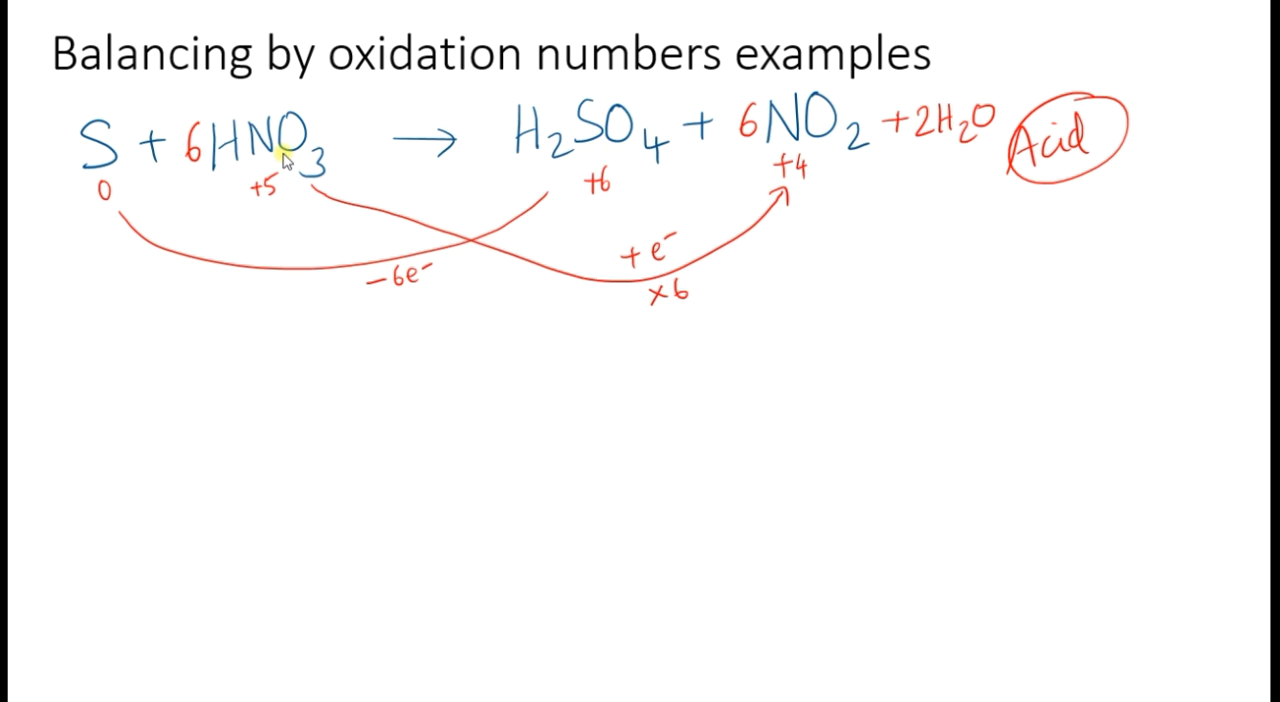 Balancing by oxidation numbers examples
S + 6HNO₃ → H₂SO₄ + 6NO₂ + 2H₂O Acid
0 +5 +6 +4
-6e⁻ +e⁻
×6